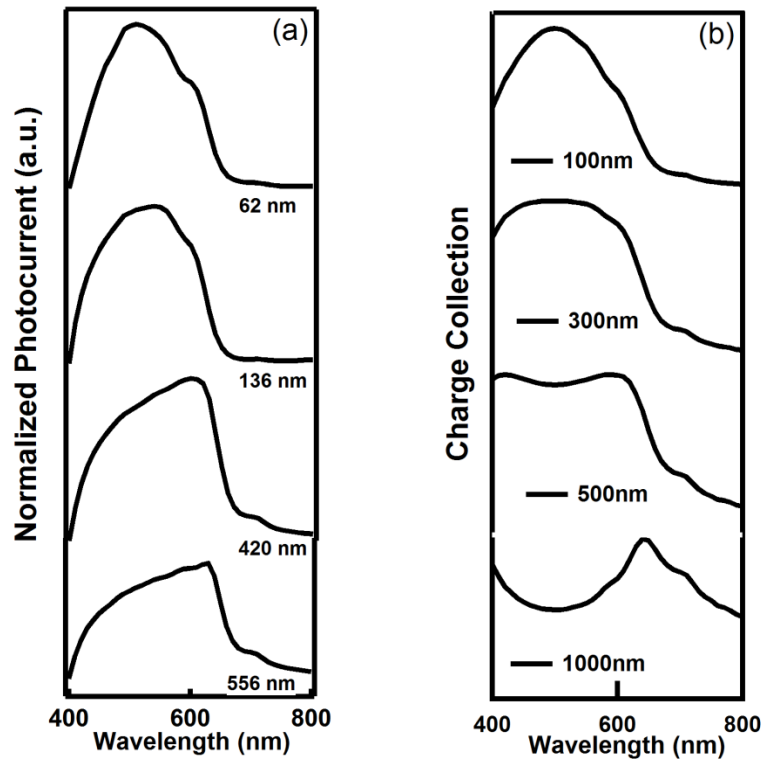 Normalized Photocurrent (a.u.)
(a)
62 nm
136 nm
420 nm
556 nm
400 600 800
Wavelength (nm)
Charge Collection
(b)
100nm
300nm
500nm
1000nm
400 600 800
Wavelength (nm)